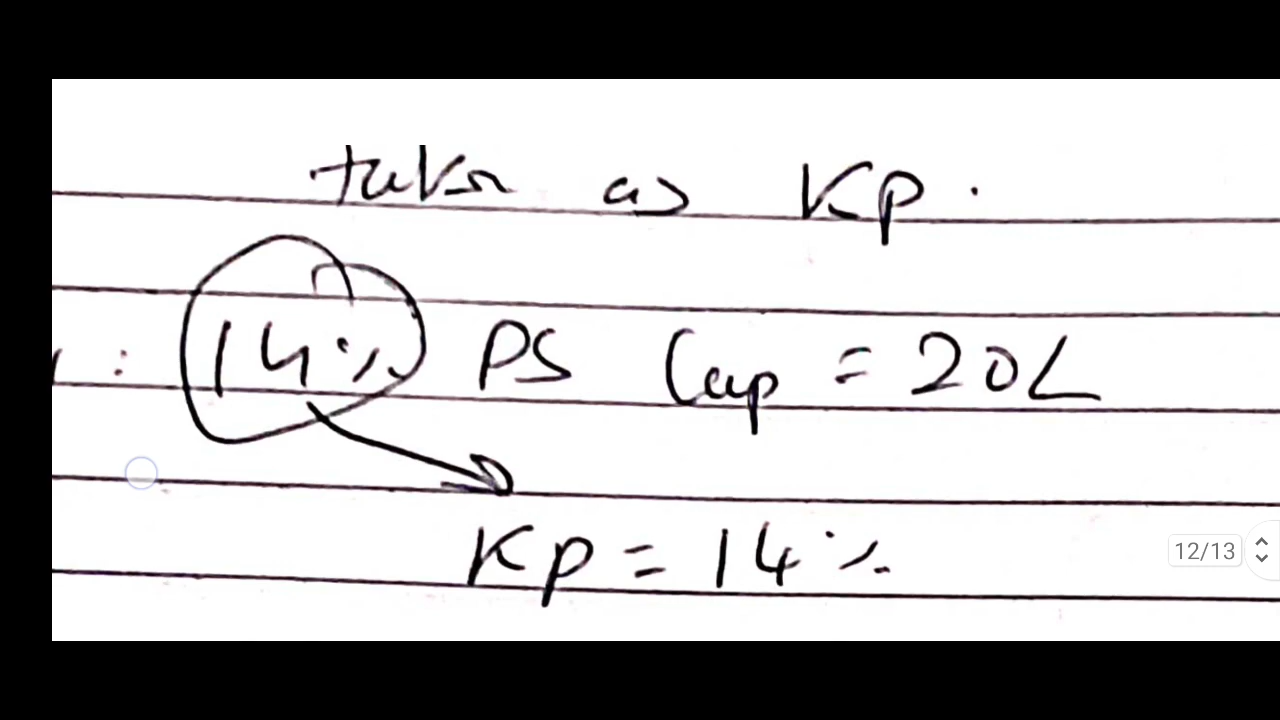 taken as Kp.
: 14% PS Cap = 20L
Kp = 14%
12/13